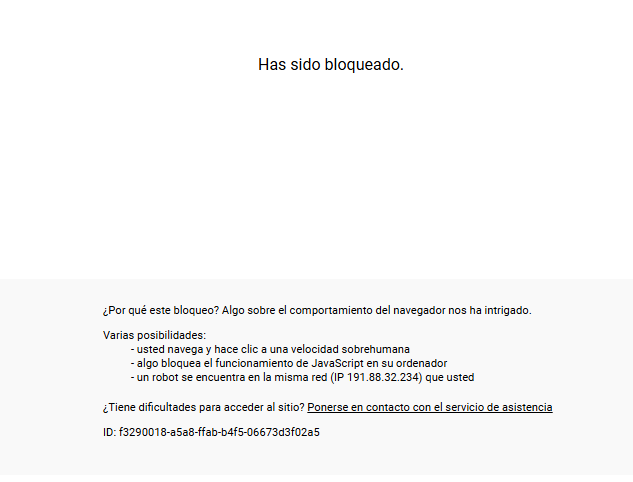 Has sido bloqueado.
¿Por qué este bloqueo? Algo sobre el comportamiento del navegador nos ha intrigado.
Varias posibilidades:
- usted navega y hace clic a una velocidad sobrehumana
- algo bloquea el funcionamiento de JavaScript en su ordenador
- un robot se encuentra en la misma red (IP 191.88.32.234) que usted
¿Tiene dificultades para acceder al sitio? Ponerse en contacto con el servicio de asistencia
ID: f3290018-a5a8-ffab-b4f5-06673d3f02a5